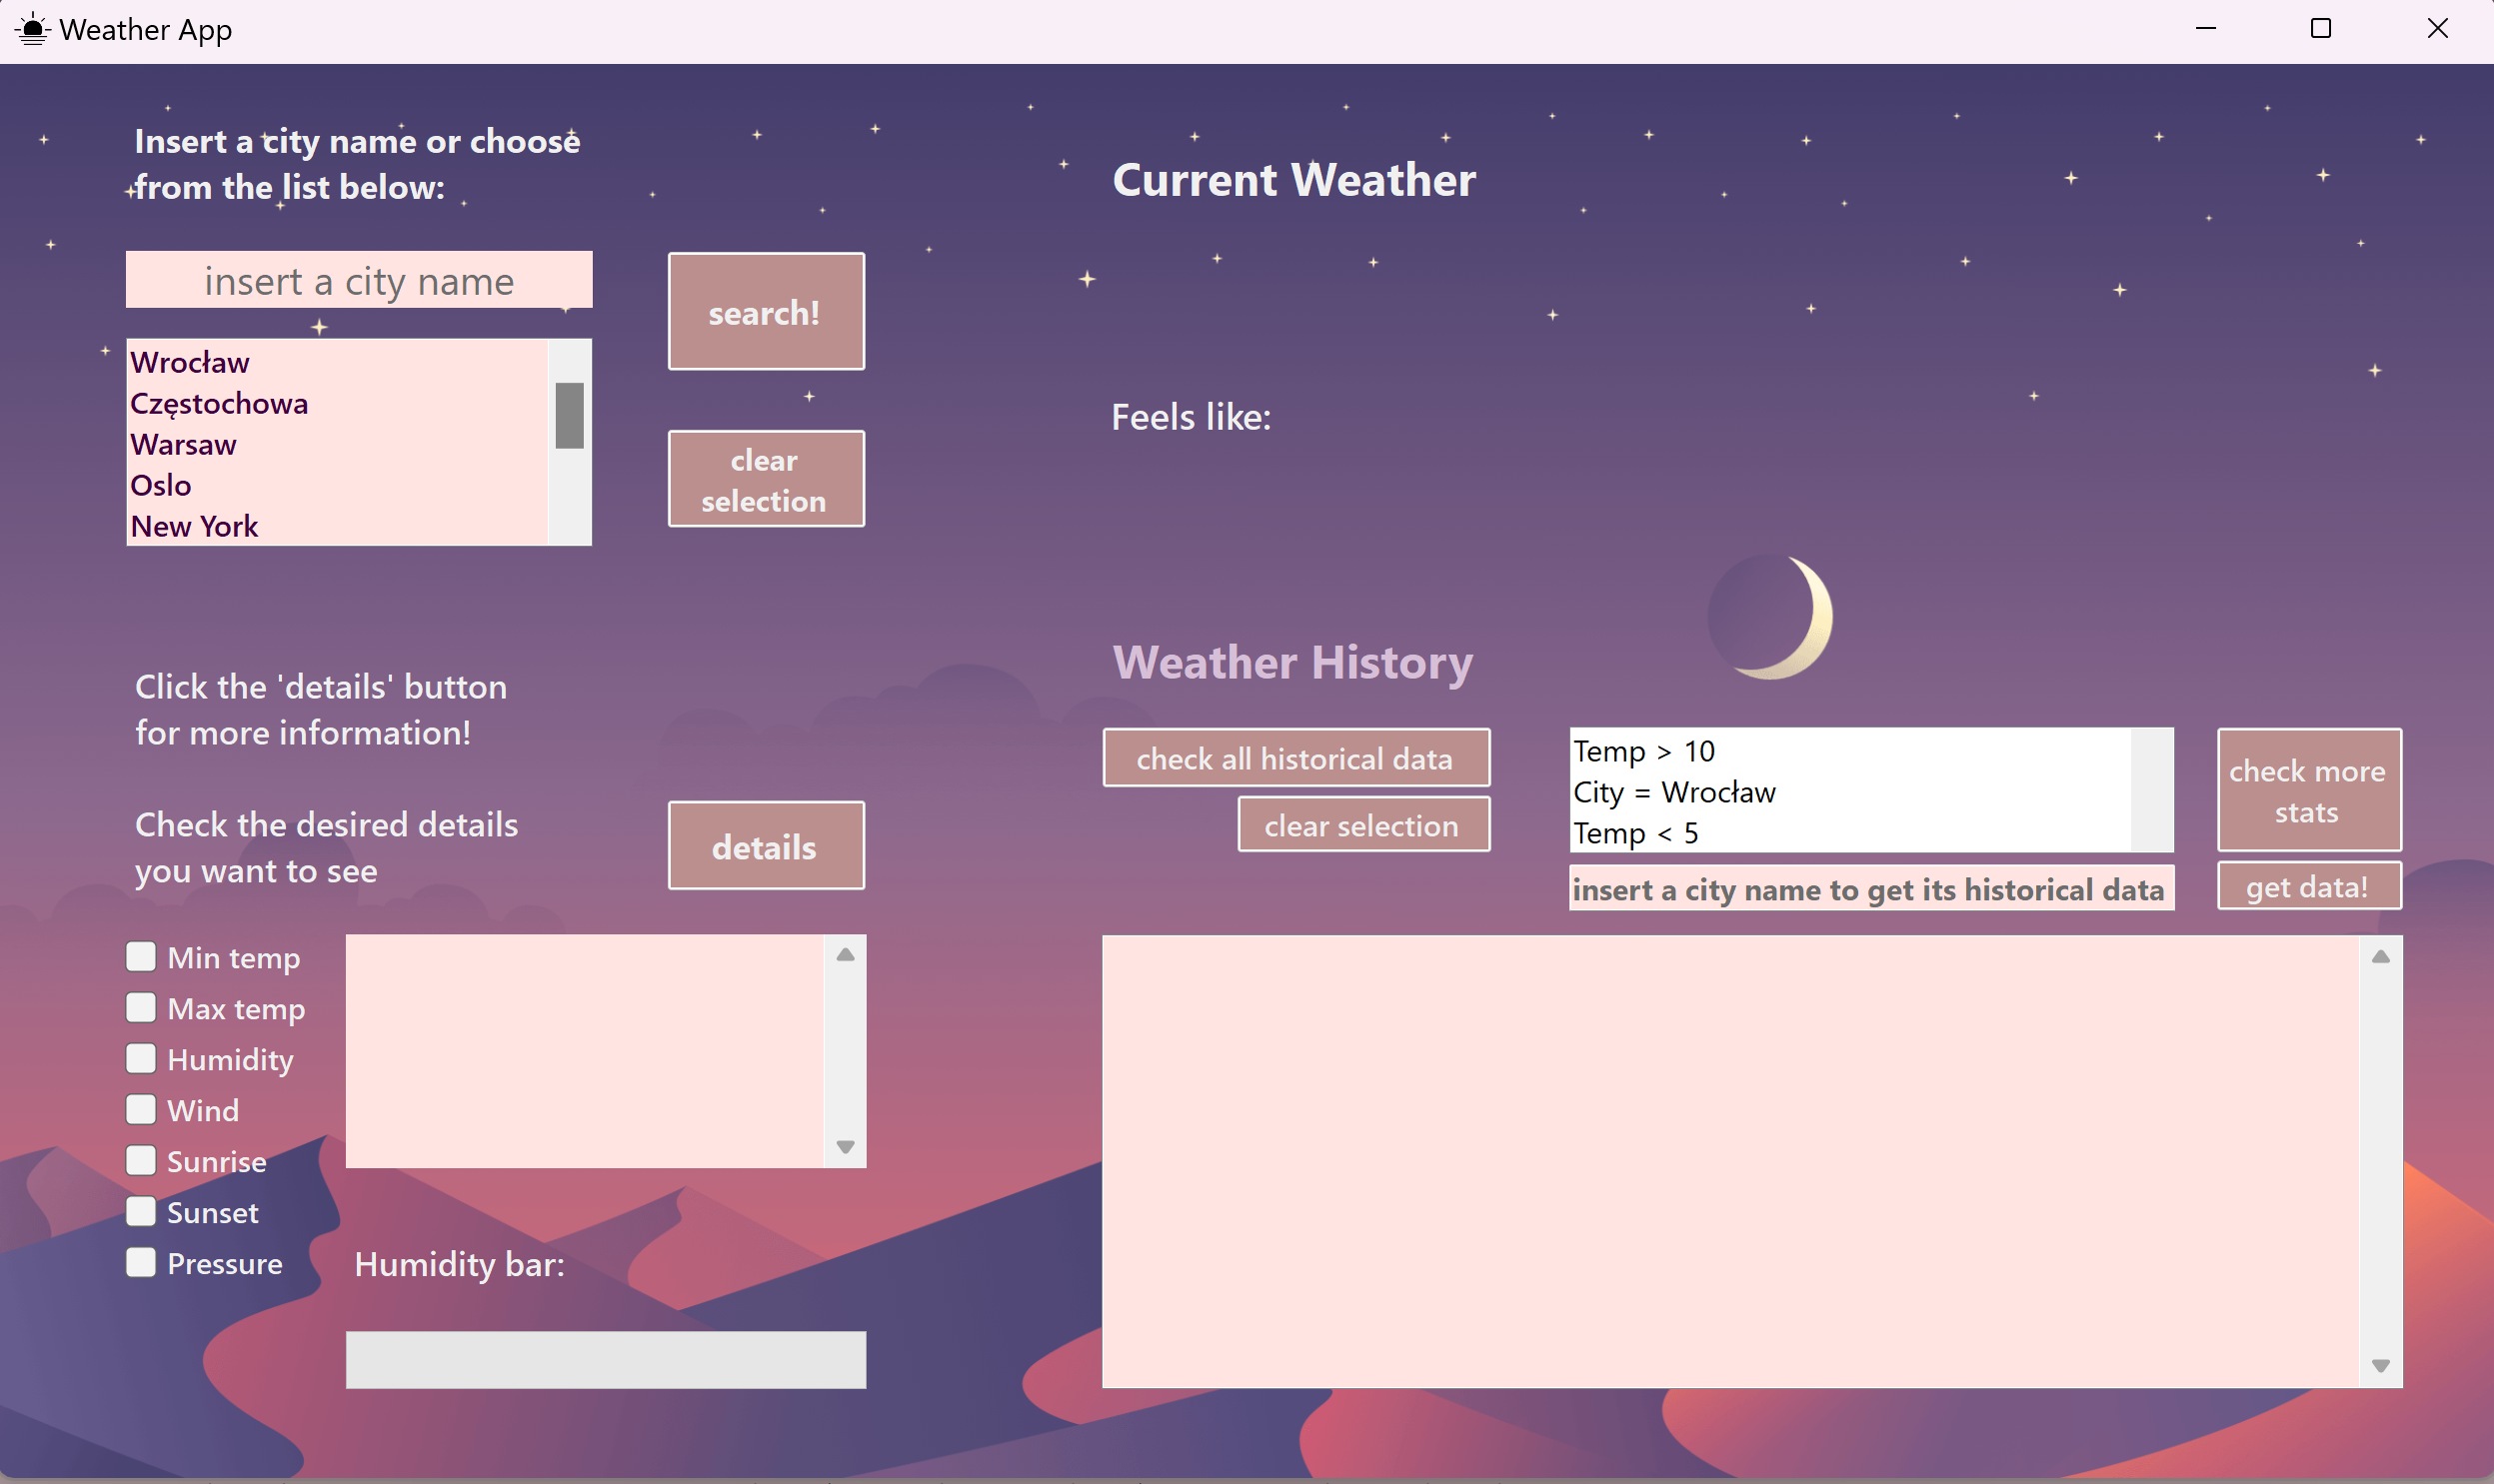 Weather App
Insert a city name or choose
from the list below:
insert a city name
search!
Wrocław
Częstochowa
Warsaw
Oslo
New York
clear
selection
Current Weather
Feels like:
Click the 'details' button
for more information!
Check the desired details
you want to see
details
Min temp
Max temp
Humidity
Wind
Sunrise
Sunset
Pressure
Humidity bar:
Weather History
check all historical data
clear selection
Temp > 10
City = Wrocław
Temp < 5
check more
stats
insert a city name to get its historical data
get data!